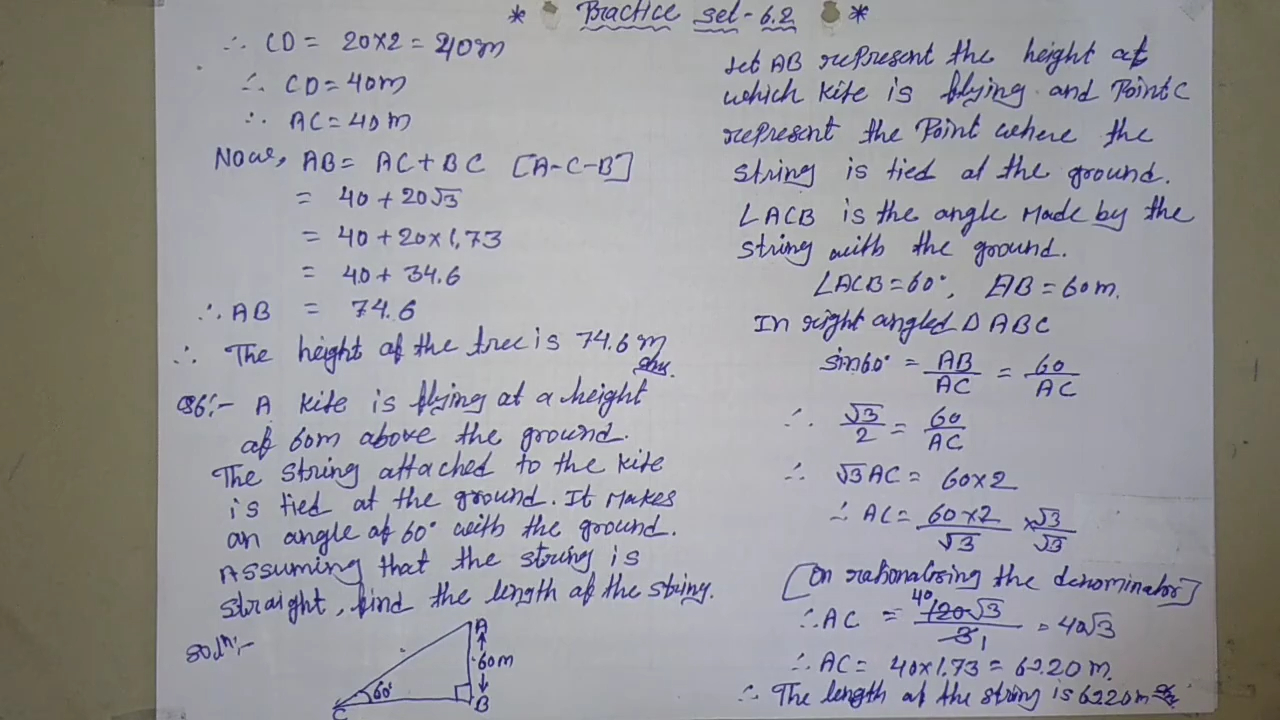 * Practice set - 6.2 *
∴ CD = 20×2 = 40m
∴ CD = 40m
∴ AC = 40m
Now, AB = AC + BC [A-C-B]
= 40 + 20√3
= 40 + 20×1.73
= 40 + 34.6
∴ AB = 74.6
∴ The height of the tree is 74.6 m
Ans.
Q6:- A kite is flying at a height
of 60m above the ground.
The string attached to the kite
is tied at the ground. It makes
an angle of 60° with the ground.
Assuming that the string is
straight, find the length of the string.
Solⁿ:-
A
60m
60°
C
B
Let AB represent the height at
which kite is flying and Point C
represent the Point where the
string is tied at the ground.
∠ACB is the angle made by the
string with the ground.
∠ACB = 60°, AB = 60m.
In right angled Δ ABC
sin60° = AB/AC = 60/AC
∴ √3/2 = 60/AC
∴ √3 AC = 60×2
∴ AC = 60×2/√3 × √3/√3
[On rationalising the denominator]
∴ AC = 40 120√3/3 1 = 40√3
∴ AC = 40×1.73 = 69.20 m.
∴ The length of the string is 69.20m Ans.